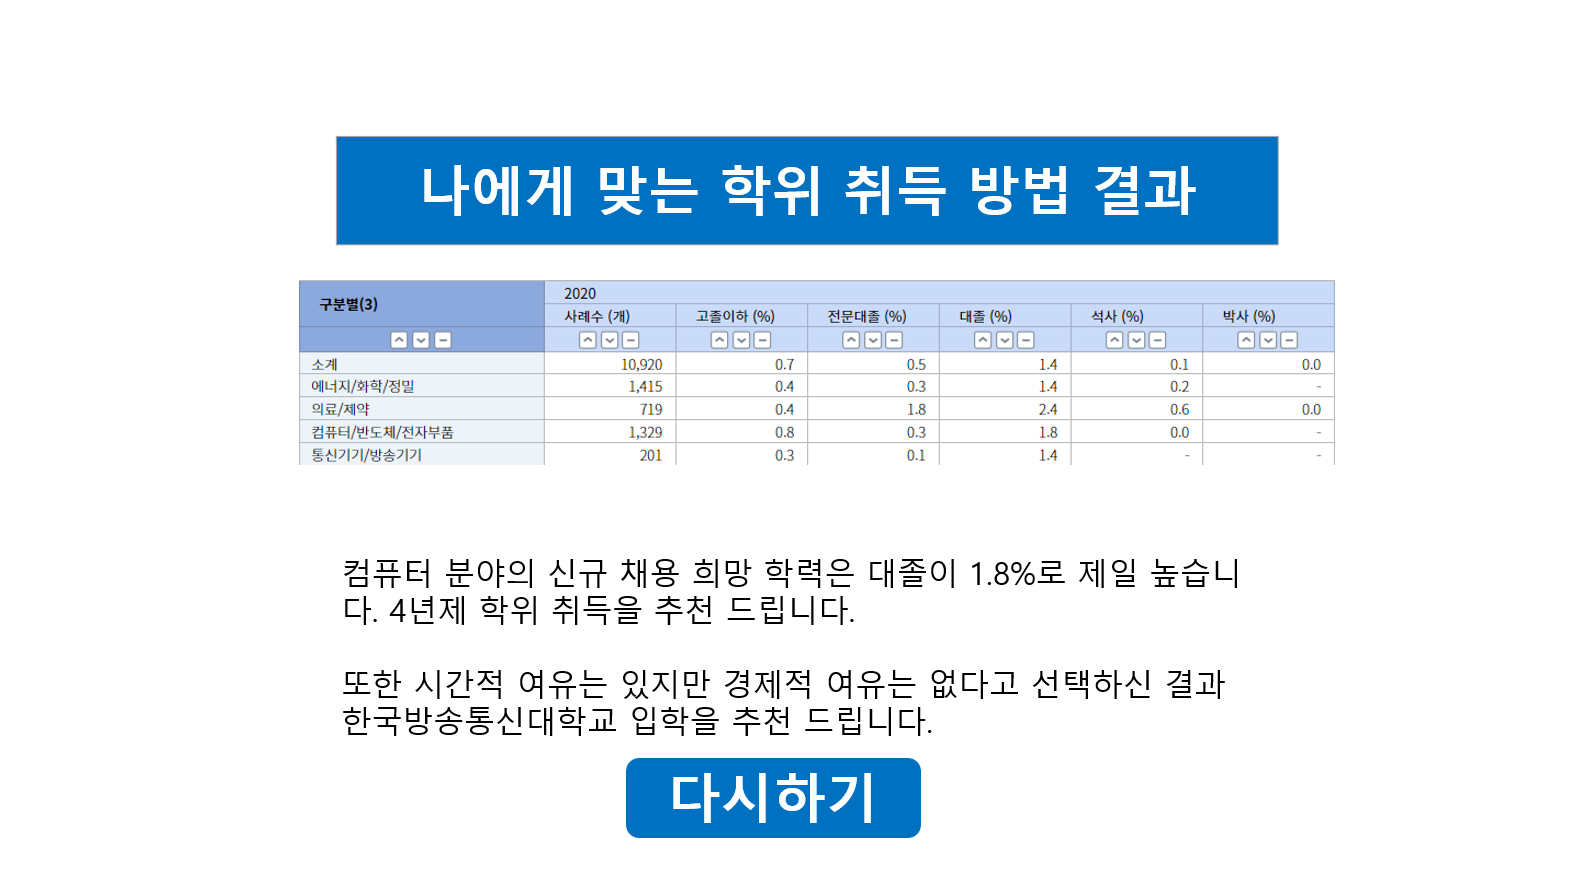 나에게 맞는 학위 취득 방법 결과
구분별(3) 2020
사례수 (개) 고졸이하 (%) 전문대졸 (%) 대졸 (%) 석사 (%) 박사 (%)
소계 10,920 0.7 0.5 1.4 0.1 0.0
에너지/화학/정밀 1,415 0.4 0.3 1.4 0.2 -
의료/제약 719 0.4 1.8 2.4 0.6 0.0
컴퓨터/반도체/전자부품 1,329 0.8 0.3 1.8 0.0 -
통신기기/방송기기 201 0.3 0.1 1.4 - -
컴퓨터 분야의 신규 채용 희망 학력은 대졸이 1.8%로 제일 높습니
다. 4년제 학위 취득을 추천 드립니다.
또한 시간적 여유는 있지만 경제적 여유는 없다고 선택하신 결과
한국방송통신대학교 입학을 추천 드립니다.
다시하기